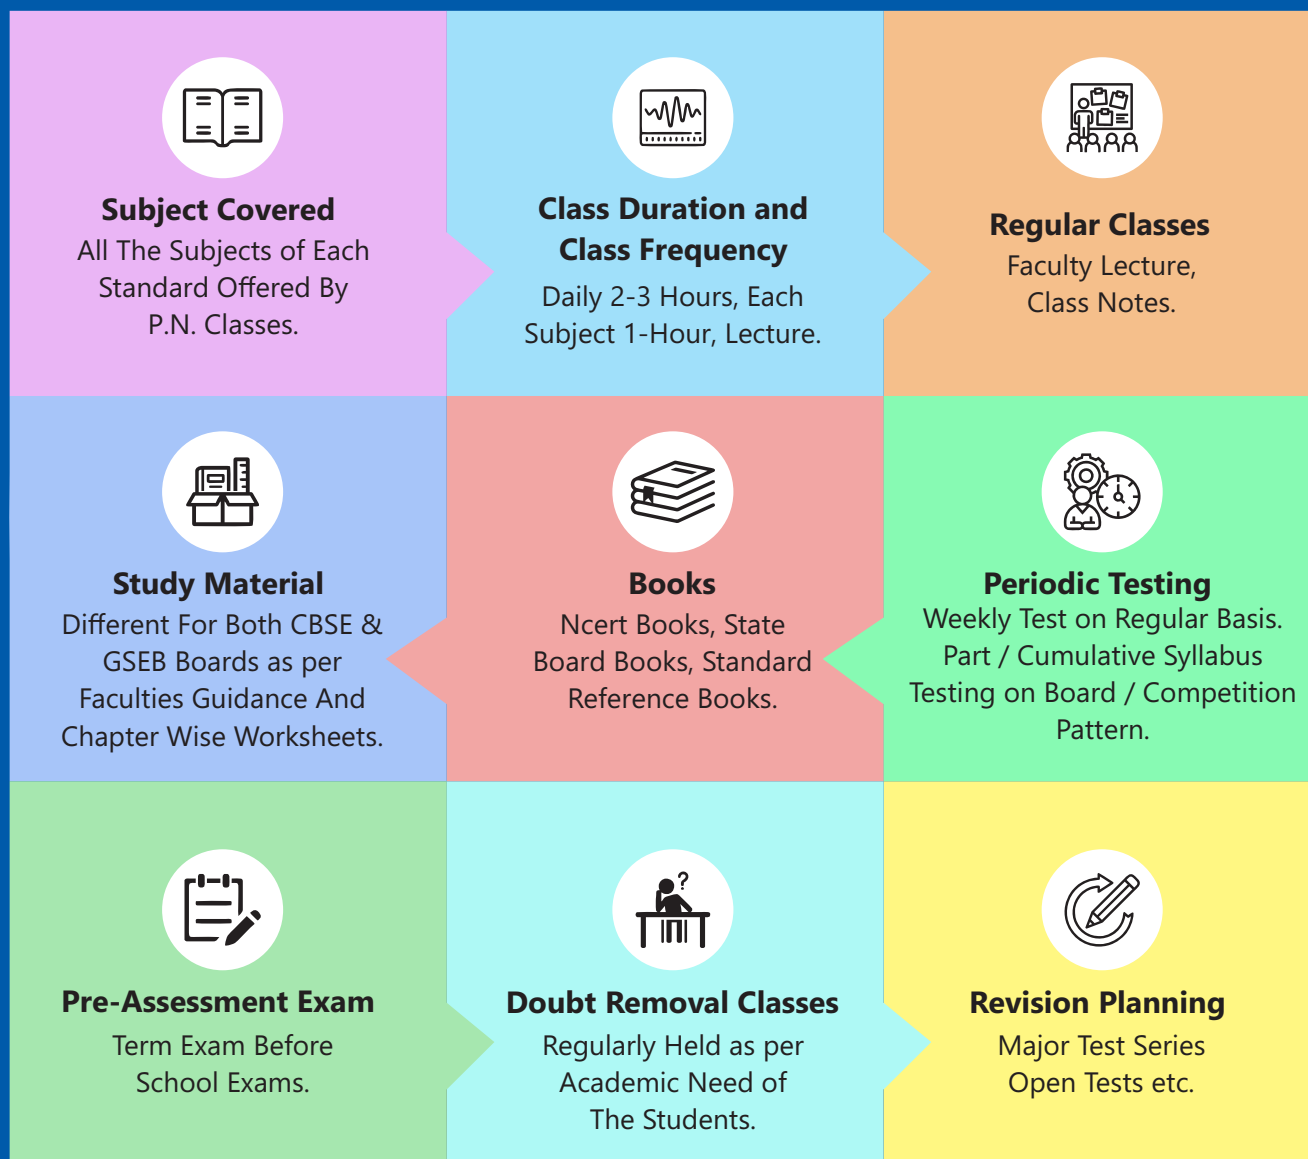 Subject Covered
All The Subjects of Each
Standard Offered By
P.N. Classes.
Class Duration and
Class Frequency
Daily 2-3 Hours, Each
Subject 1-Hour, Lecture.
Regular Classes
Faculty Lecture,
Class Notes.
Study Material
Different For Both CBSE &
GSEB Boards as per
Faculties Guidance And
Chapter Wise Worksheets.
Books
Ncert Books, State
Board Books, Standard
Reference Books.
Periodic Testing
Weekly Test on Regular Basis.
Part / Cumulative Syllabus
Testing on Board / Competition
Pattern.
Pre-Assessment Exam
Term Exam Before
School Exams.
Doubt Removal Classes
Regularly Held as per
Academic Need of
The Students.
Revision Planning
Major Test Series
Open Tests etc.